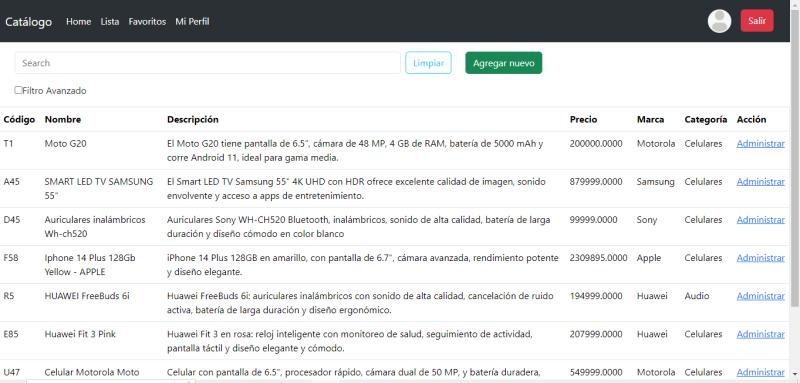 Catálogo Home Lista Favoritos Mi Perfil Salir
Search Limpiar Agregar nuevo
Filtro Avanzado
Código Nombre Descripción Precio Marca Categoría Acción
T1 Moto G20 El Moto G20 tiene pantalla de 6.5", cámara de 48 MP, 4 GB de RAM, batería de 5000 mAh y 200000.0000 Motorola Celulares Administrar
corre Android 11, ideal para gama media.
A45 SMART LED TV SAMSUNG El Smart LED TV Samsung 55" 4K UHD con HDR ofrece excelente calidad de imagen, sonido 879999.0000 Samsung Celulares Administrar
55" envolvente y acceso a apps de entretenimiento.
D45 Auriculares inalámbricos Auriculares Sony WH-CH520 Bluetooth, inalámbricos, sonido de alta calidad, batería de larga 99999.0000 Sony Celulares Administrar
Wh-ch520 duración y diseño cómodo en color blanco
F58 Iphone 14 Plus 128Gb iPhone 14 Plus 128GB en amarillo, con pantalla de 6.7", cámara avanzada, rendimiento potente 2309895.0000 Apple Celulares Administrar
Yellow - APPLE y diseño elegante.
R5 HUAWEI FreeBuds 6i Huawei FreeBuds 6i: auriculares inalámbricos con sonido de alta calidad, cancelación de ruido 194999.0000 Huawei Audio Administrar
activa, batería de larga duración y diseño ergonómico.
E85 Huawei Fit 3 Pink Huawei Fit 3 en rosa: reloj inteligente con monitoreo de salud, seguimiento de actividad, 207999.0000 Huawei Celulares Administrar
pantalla táctil y diseño elegante y cómodo.
U47 Celular Motorola Moto Celular con pantalla de 6.5", procesador rápido, cámara dual de 50 MP, y batería duradera, 549999.0000 Motorola Celulares Administrar